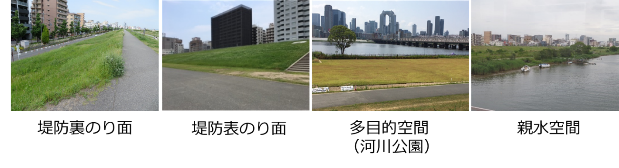 堤防裏のり面
堤防表のり面
多目的空間
（河川公園）
親水空間